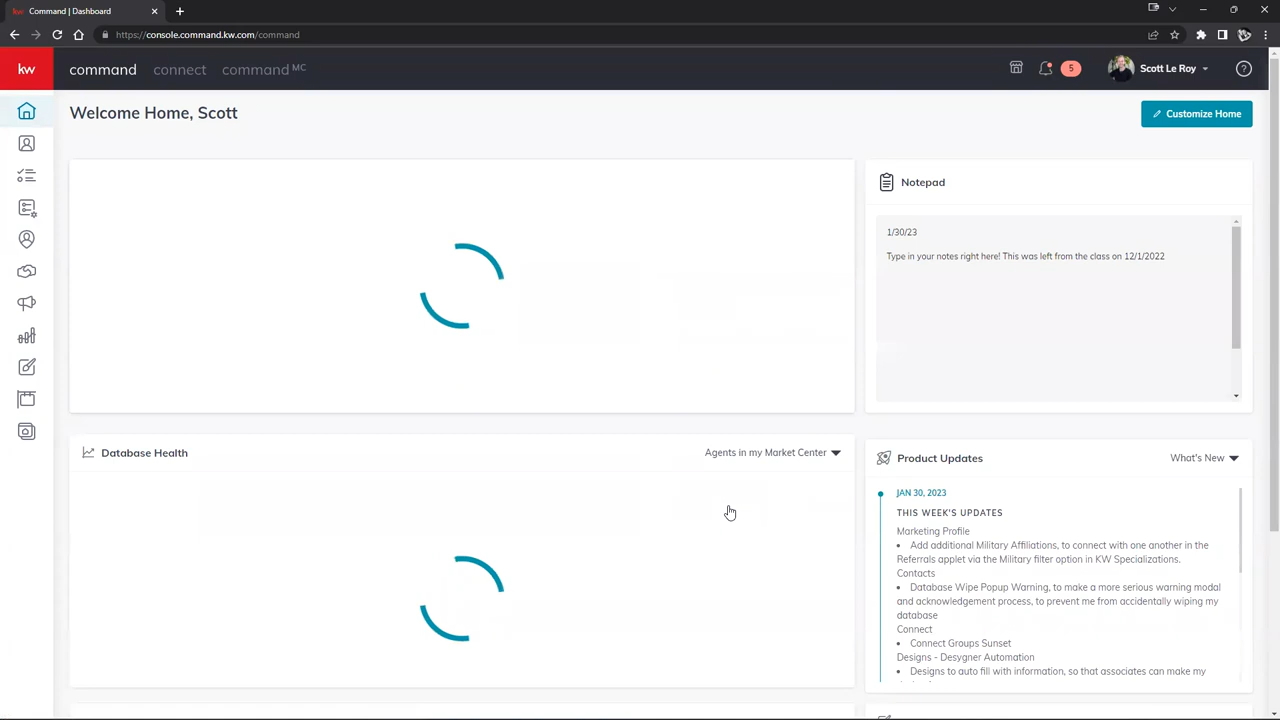 kw Command | Dashboard
https://console.command.kw.com/command
kw
command connect command MC
5
Scott Le Roy
?
Welcome Home, Scott
Customize Home
Notepad
1/30/23
Type in your notes right here! This was left from the class on 12/1/2022
Database Health
Agents in my Market Center
Product Updates
What's New
JAN 30, 2023
THIS WEEK'S UPDATES
Marketing Profile
• Add additional Military Affiliations, to connect with one another in the
Referrals applet via the Military filter option in KW Specializations.
Contacts
• Database Wipe Popup Warning, to make a more serious warning modal
and acknowledgement process, to prevent me from accidentally wiping my
database
Connect
• Connect Groups Sunset
Designs - Desygner Automation
• Designs to auto fill with information, so that associates can make my